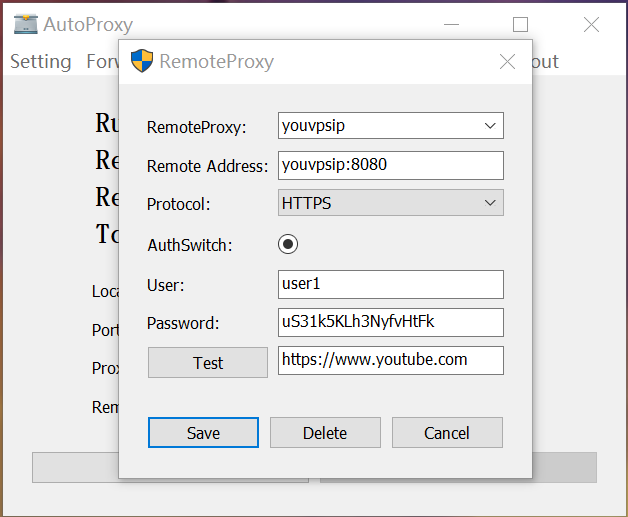 AutoProxy
Setting Forw out
RemoteProxy
Ru
Re
Re
To
Loca
Port
Prox
Rem
RemoteProxy: youvpsip
Remote Address: youvpsip:8080
Protocol: HTTPS
AuthSwitch:
User: user1
Password: uS31k5KLh3NyfvHtFk
Test https://www.youtube.com
Save Delete Cancel